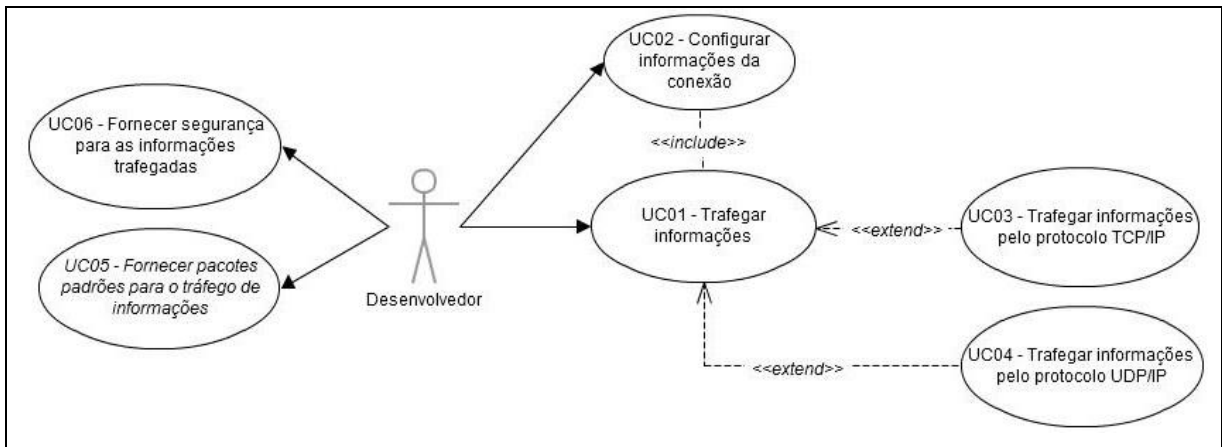 UC02 - Configurar
informações da
conexão
UC06 - Fornecer segurança
para as informações
trafegadas
<<include>>
UC01 - Trafegar
informações
<<extend>>
UC03 - Trafegar informações
pelo protocolo TCP/IP
UC05 - Fornecer pacotes
padrões para o tráfego de
informações
Desenvolvedor
<<extend>>
UC04 - Trafegar informações
pelo protocolo UDP/IP